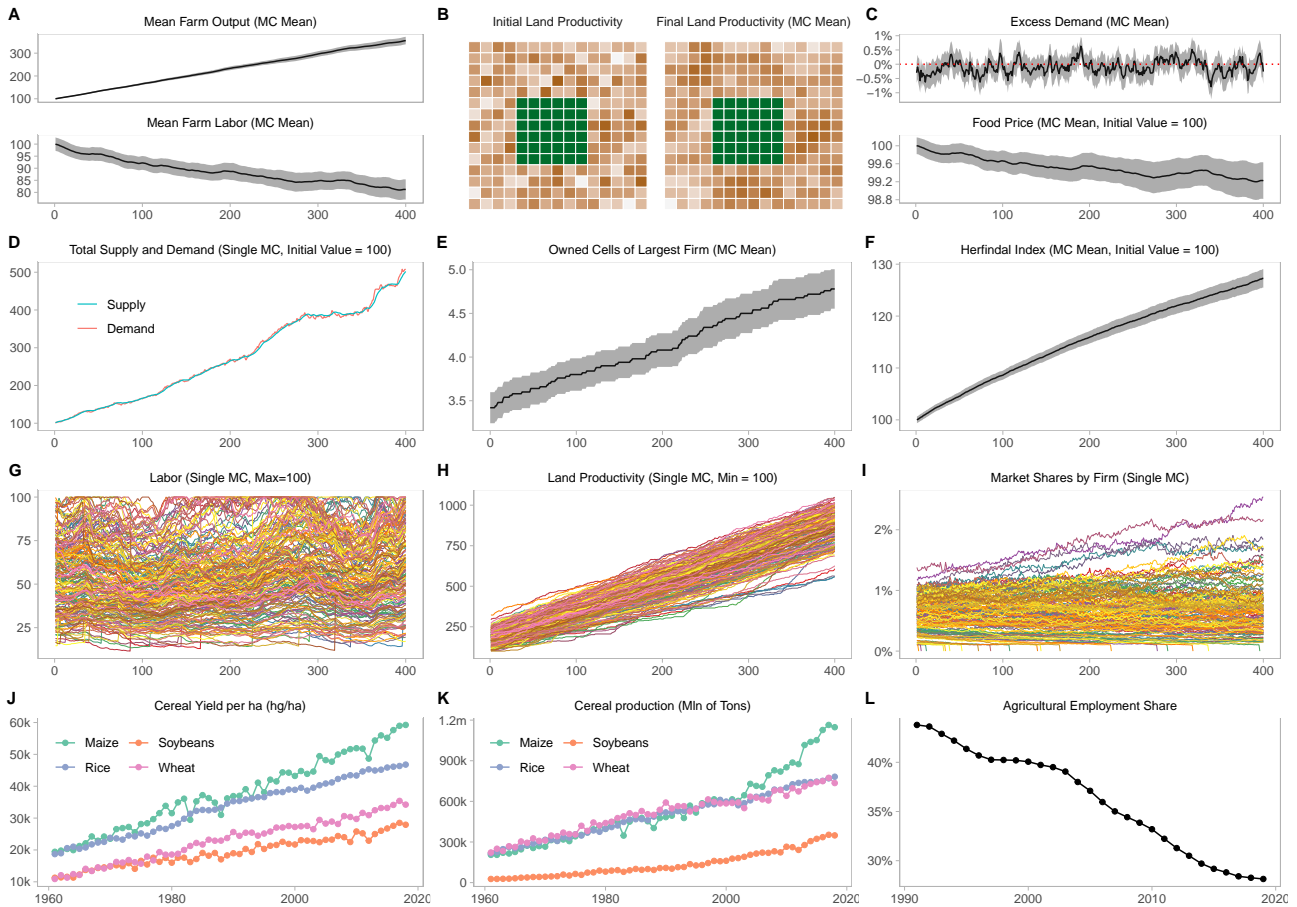 A
Mean Farm Output (MC Mean)
300
200
100
Mean Farm Labor (MC Mean)
100
95
90
85
80
0 100 200 300 400
B
Initial Land Productivity Final Land Productivity (MC Mean)
C
Excess Demand (MC Mean)
1%
0.5%
0%
−0.5%
−1%
Food Price (MC Mean, Initial Value = 100)
100
99.6
99.2
98.8
0 100 200 300 400
D
Total Supply and Demand (Single MC, Initial Value = 100)
500
400
300
200
100
Supply
Demand
0 100 200 300 400
E
Owned Cells of Largest Firm (MC Mean)
5.0
4.5
4.0
3.5
0 100 200 300 400
F
Herfindal Index (MC Mean, Initial Value = 100)
130
120
110
100
0 100 200 300 400
G
Labor (Single MC, Max=100)
100
75
50
25
0 100 200 300 400
H
Land Productivity (Single MC, Min = 100)
1000
750
500
250
0 100 200 300 400
I
Market Shares by Firm (Single MC)
2%
1%
0%
0 100 200 300 400
J
Cereal Yield per ha (hg/ha)
60k
50k
40k
30k
20k
10k
Maize Soybeans
Rice Wheat
1960 1980 2000 2020
K
Cereal production (Mln of Tons)
1.2m
900k
600k
300k
0
Maize Soybeans
Rice Wheat
1960 1980 2000 2020
L
Agricultural Employment Share
40%
35%
30%
1990 2000 2010 2020